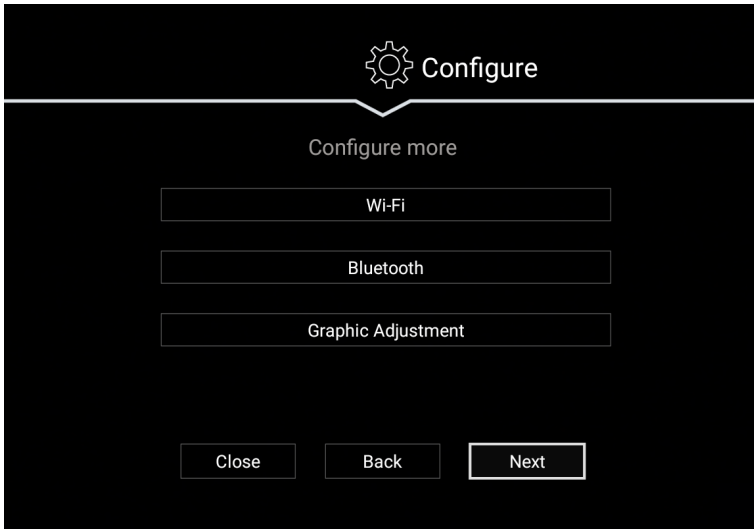 Configure
Configure more
Wi-Fi
Bluetooth
Graphic Adjustment
Close Back Next